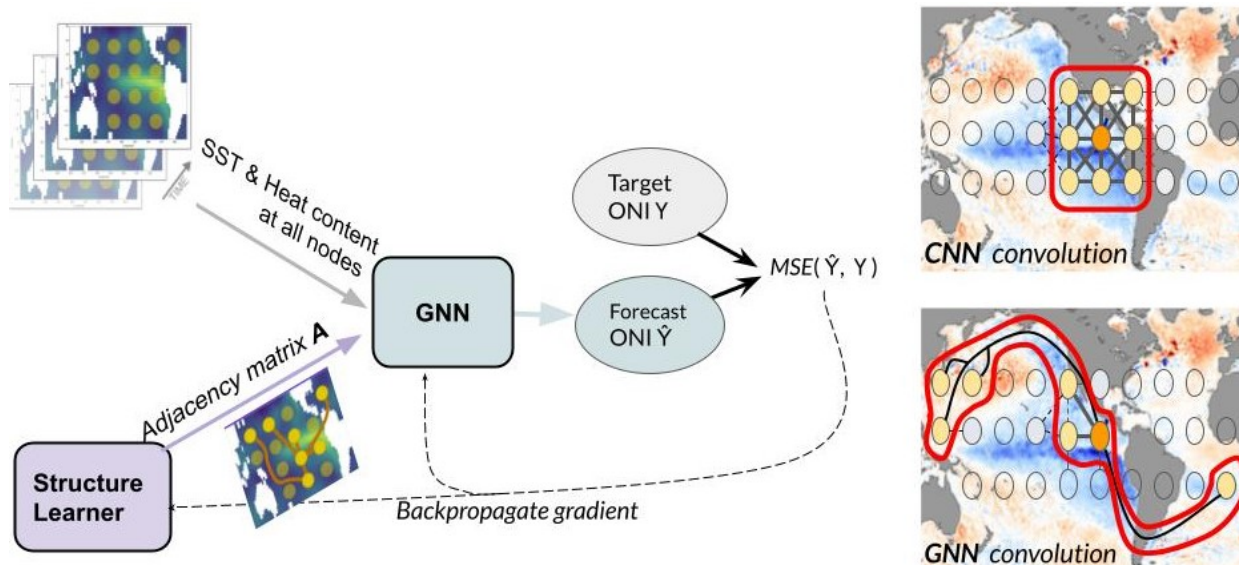 TIME
SST & Heat content
at all nodes
Target
ONI Y
MSE(Ŷ, Y)
GNN
Forecast
ONI Ŷ
Adjacency matrix A
Structure
Learner
Backpropagate gradient
CNN convolution
GNN convolution